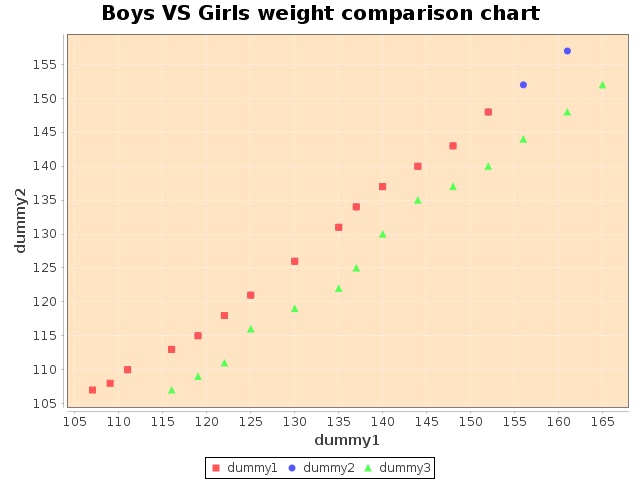 Boys VS Girls weight comparison chart
155
150
145
140
135
130
125
120
115
110
105
dummy2
105 110 115 120 125 130 135 140 145 150 155 160 165
dummy1
dummy1 dummy2 dummy3